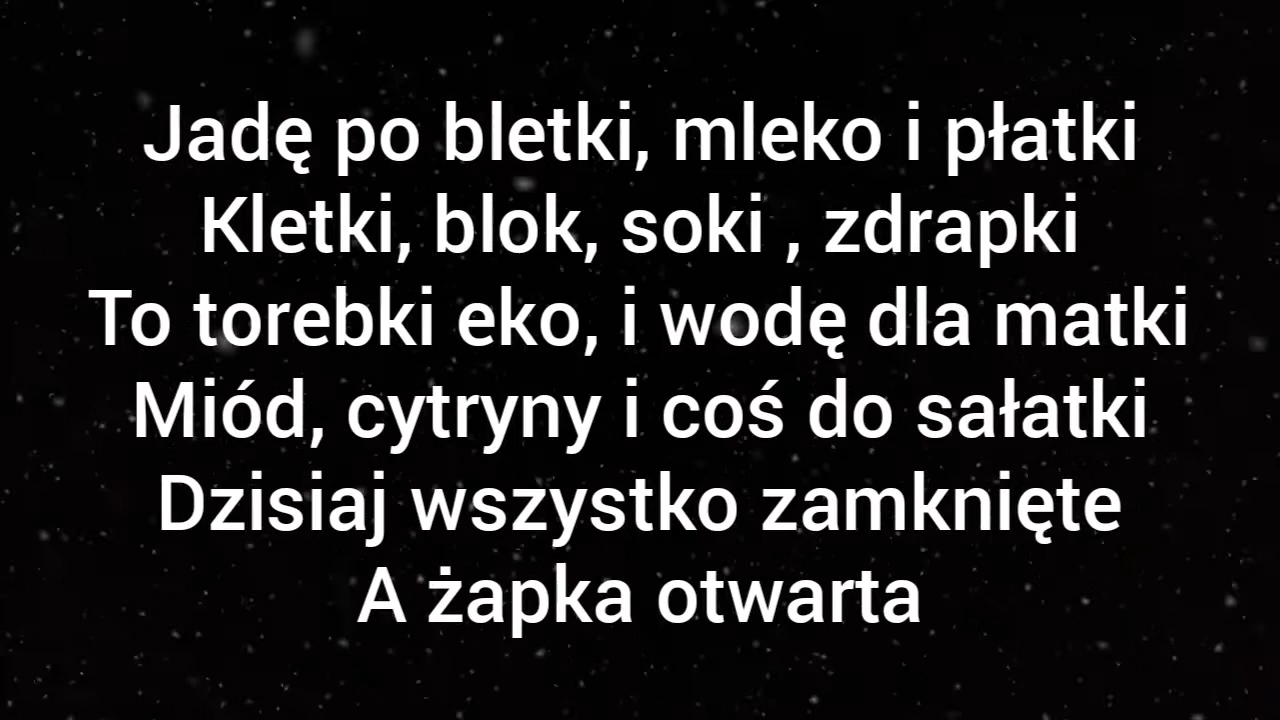 Jadę po bletki, mleko i płatki
Kletki, blok, soki , zdrapki
To torebki eko, i wodę dla matki
Miód, cytryny i coś do sałatki
Dzisiaj wszystko zamknięte
A żapka otwarta